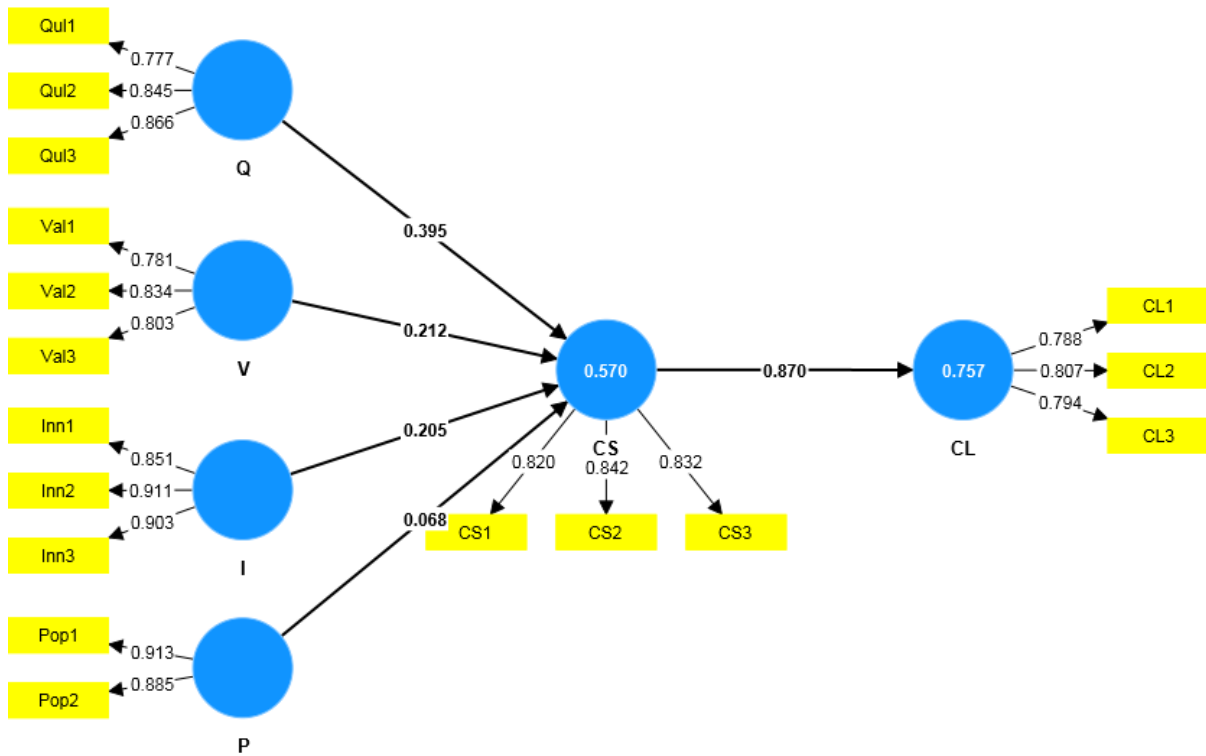 Qul1
0.777
Qul2
0.845
0.866
Qul3
Q
Val1
0.781
Val2
0.834
0.803
Val3
V
Inn1
0.851
Inn2
0.911
0.903
Inn3
I
Pop1
0.913
0.885
Pop2
P
0.395
0.212
0.205
0.068
0.570
CS
0.820
0.842
0.832
CS1
CS2
CS3
0.870
0.757
CL
0.788
CL1
0.807
CL2
0.794
CL3